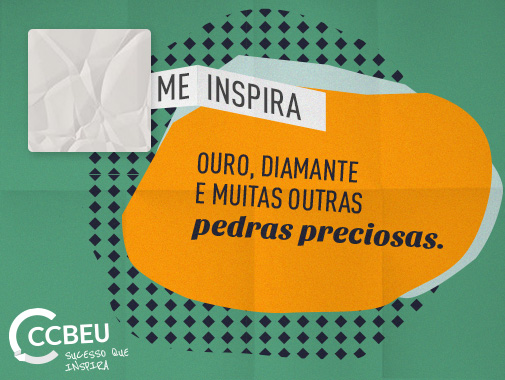 ME INSPIRA
OURO, DIAMANTE
E MUITAS OUTRAS
pedras preciosas.
CCBEU
SUCESSO QUE
INSPIRA